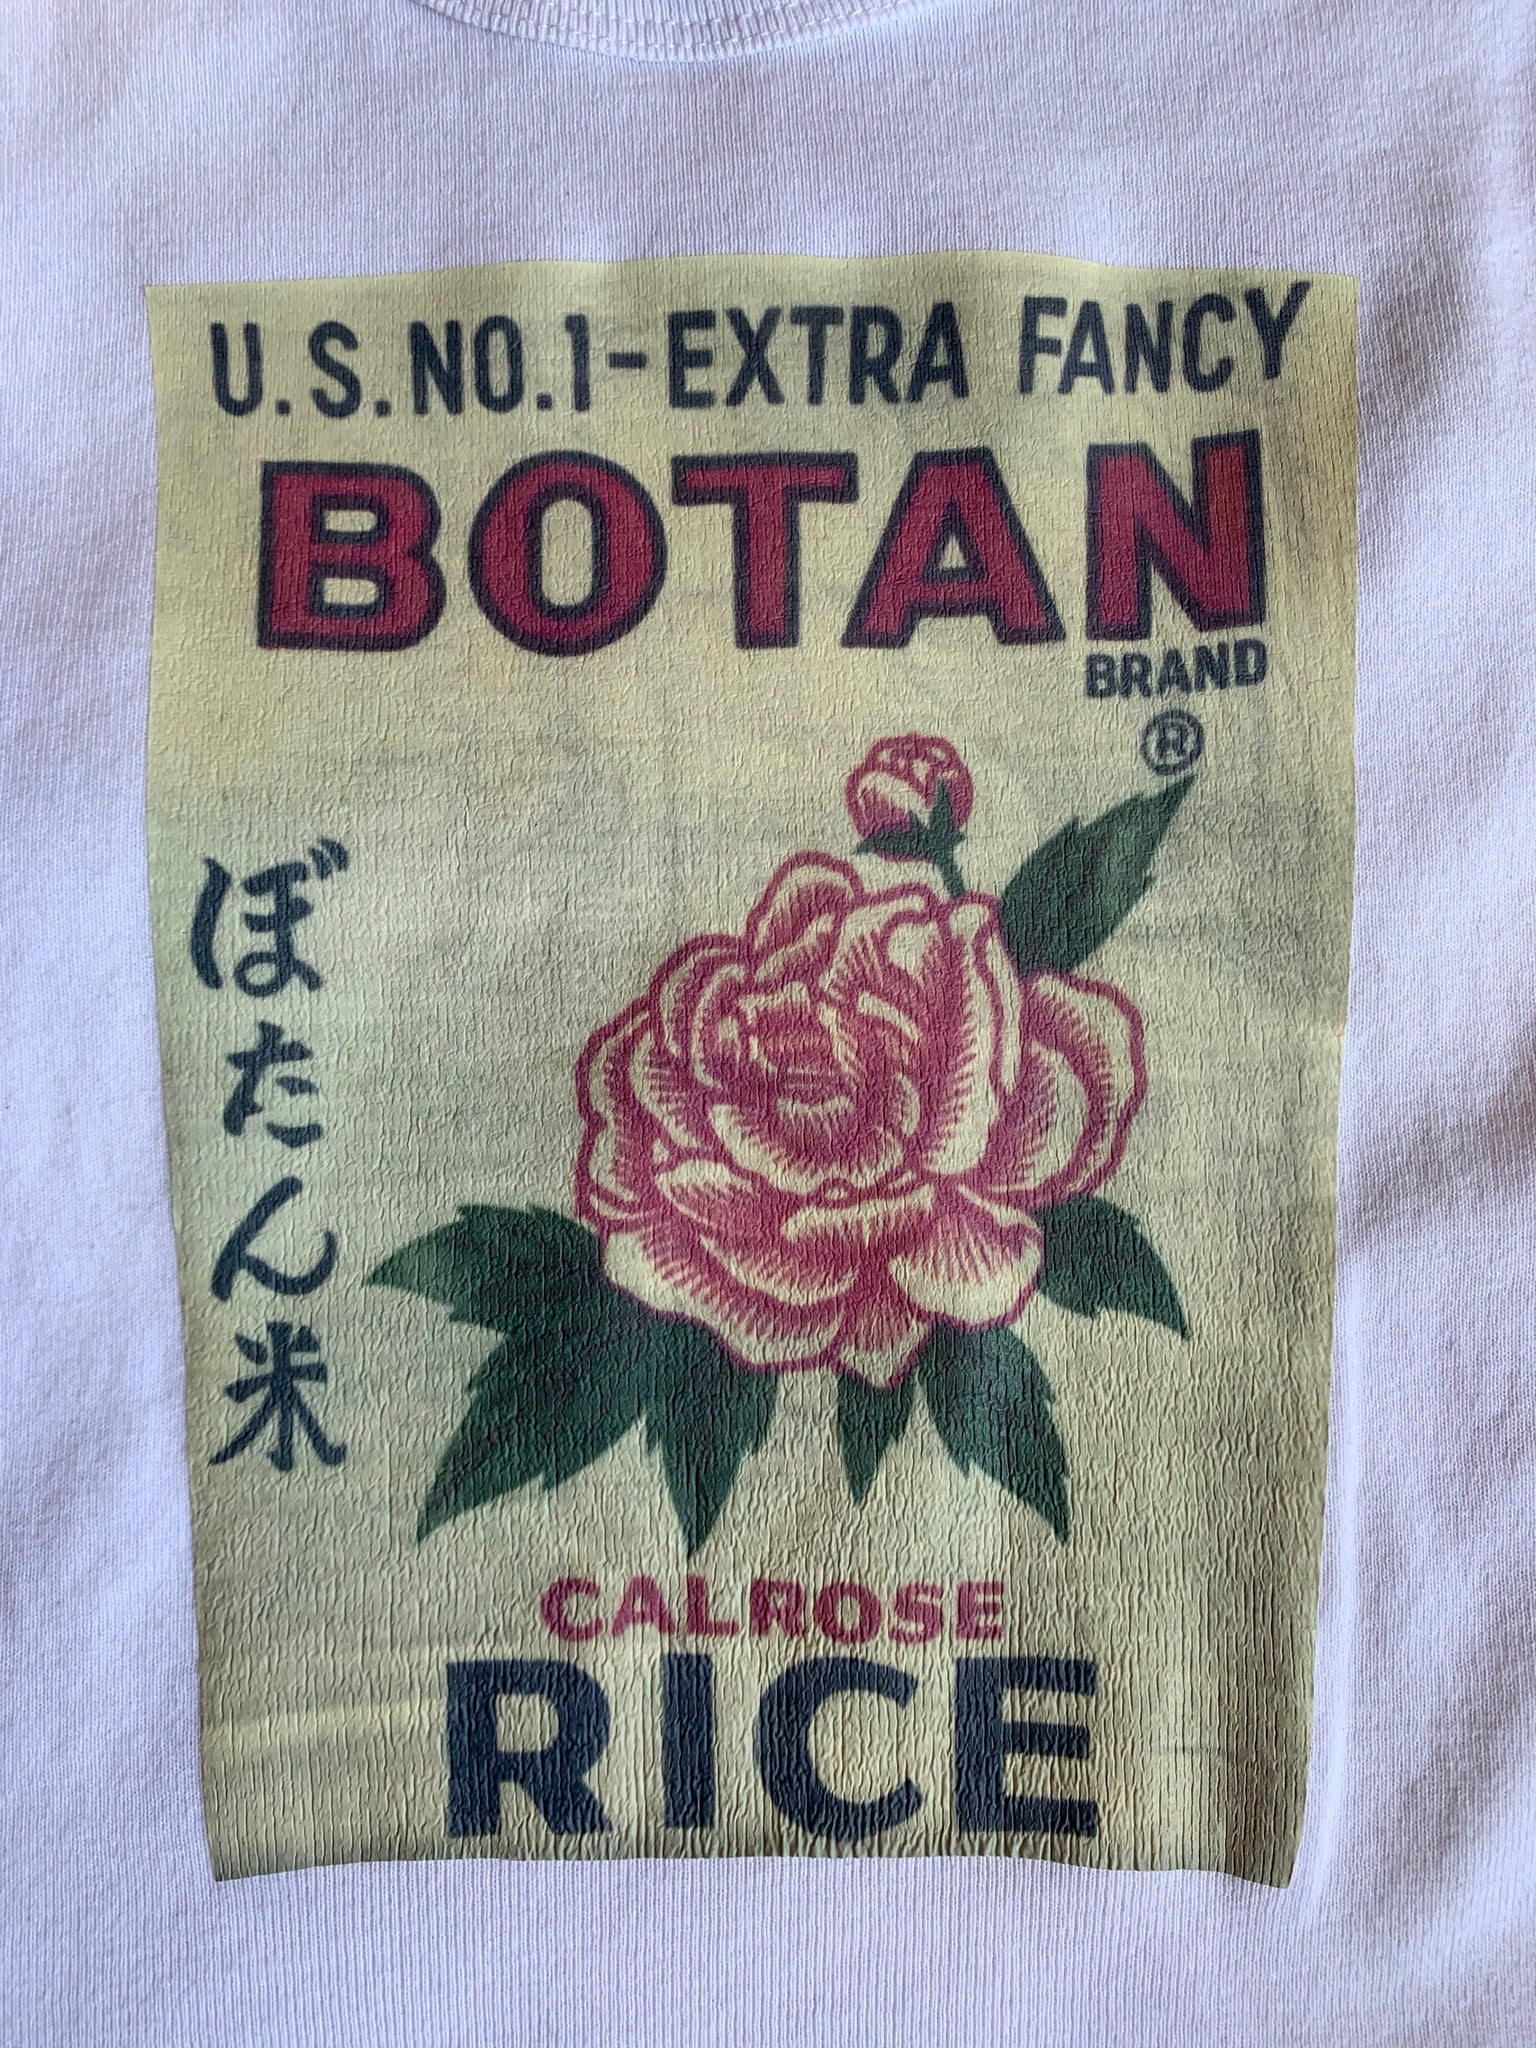 U.S. NO.1-EXTRA FANCY
BOTAN
BRAND
®
ぼたん米
CALROSE
RICE